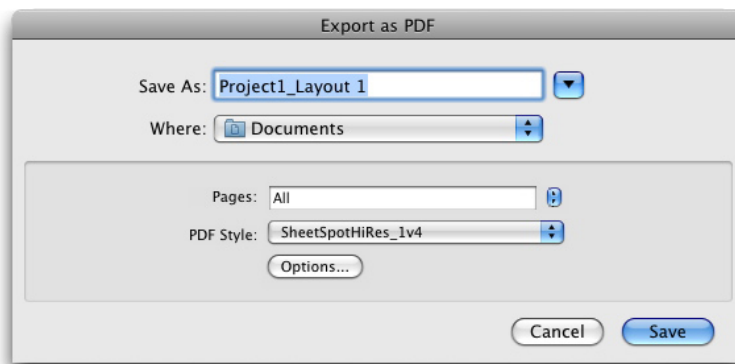 Export as PDF
Save As: Project1_Layout 1
Where: Documents
Pages: All
PDF Style: SheetSpotHiRes_1v4
Options...
Cancel Save